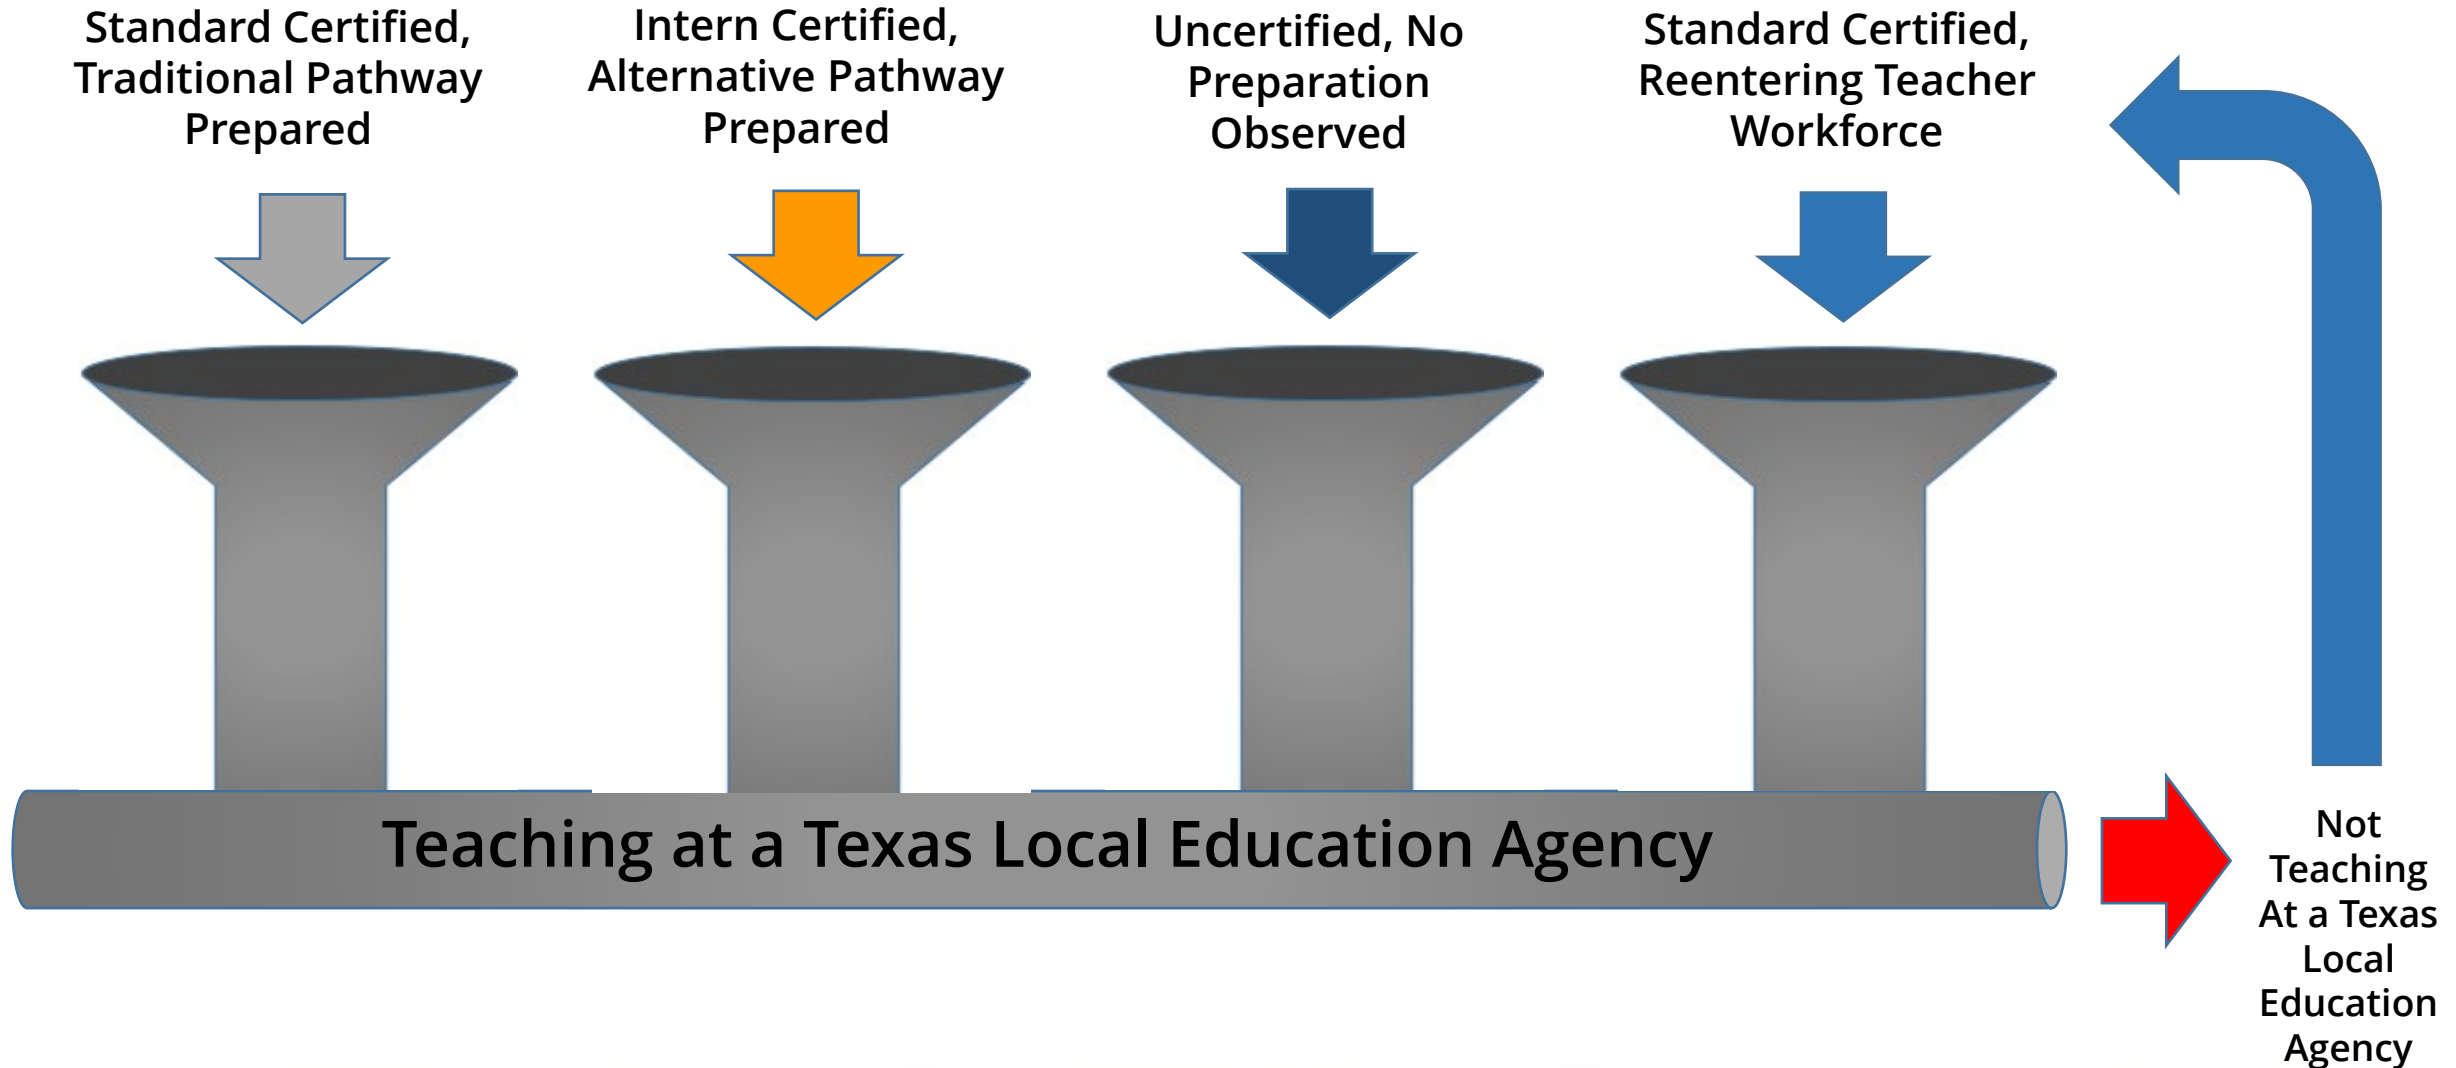 Standard Certified,
Traditional Pathway
Prepared
Intern Certified,
Alternative Pathway
Prepared
Uncertified, No
Preparation
Observed
Standard Certified,
Reentering Teacher
Workforce
Teaching at a Texas Local Education Agency
Not
Teaching
At a Texas
Local
Education
Agency